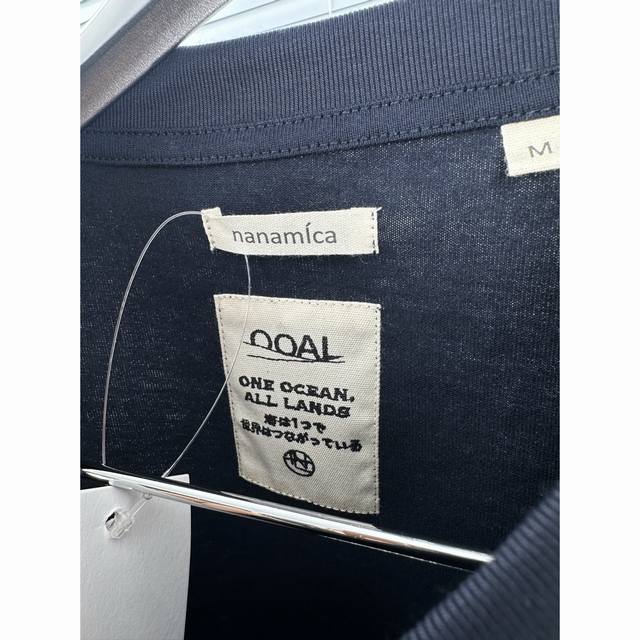 M
nanamíca
OOAL
ONE OCEAN,
ALL LANDS
海は1つで
世界はつながっている